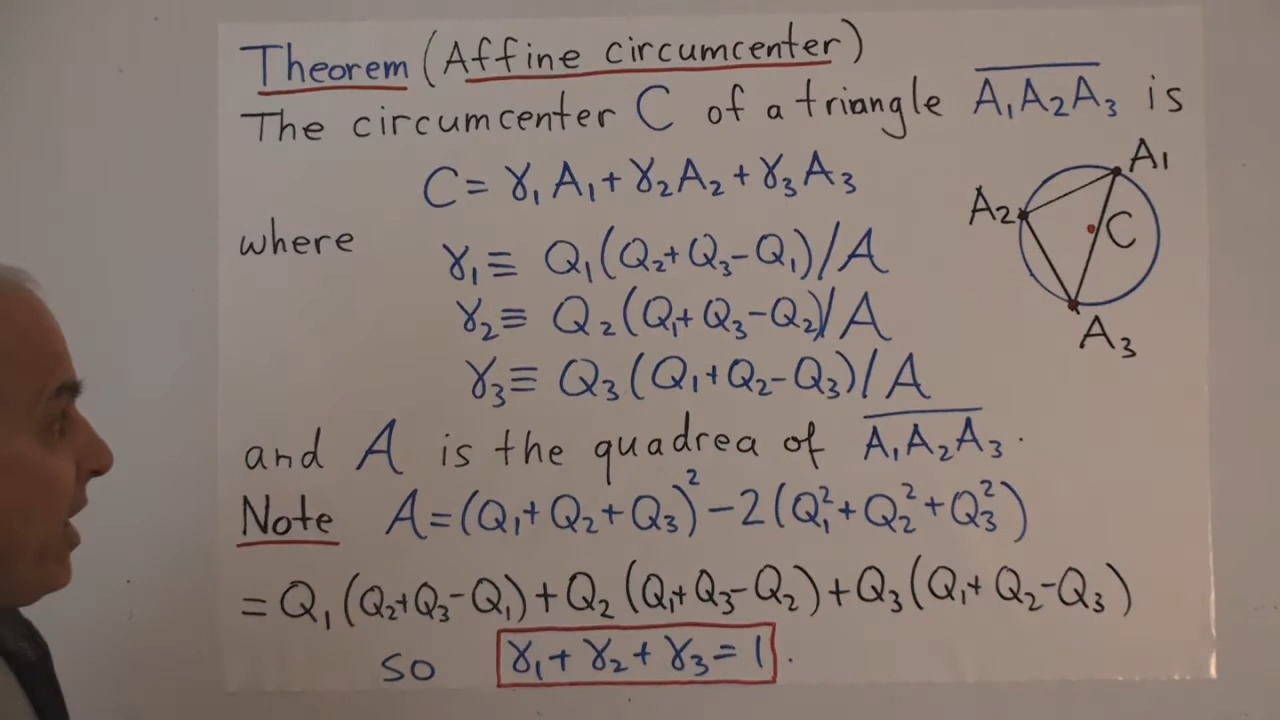 Theorem (Affine circumcenter)
The circumcenter C of a triangle A₁A₂A₃ is
C = γ₁A₁ + γ₂A₂ + γ₃A₃
A₁
A₂
C
A₃
where
γ₁ ≡ Q₁(Q₂+Q₃−Q₁)/A
γ₂ ≡ Q₂(Q₁+Q₃−Q₂)/A
γ₃ ≡ Q₃(Q₁+Q₂−Q₃)/A
and A is the quadrea of A₁A₂A₃.
Note A = (Q₁+Q₂+Q₃)² − 2(Q₁²+Q₂²+Q₃²)
= Q₁(Q₂+Q₃−Q₁) + Q₂(Q₁+Q₃−Q₂) + Q₃(Q₁+Q₂−Q₃)
so γ₁ + γ₂ + γ₃ = 1.